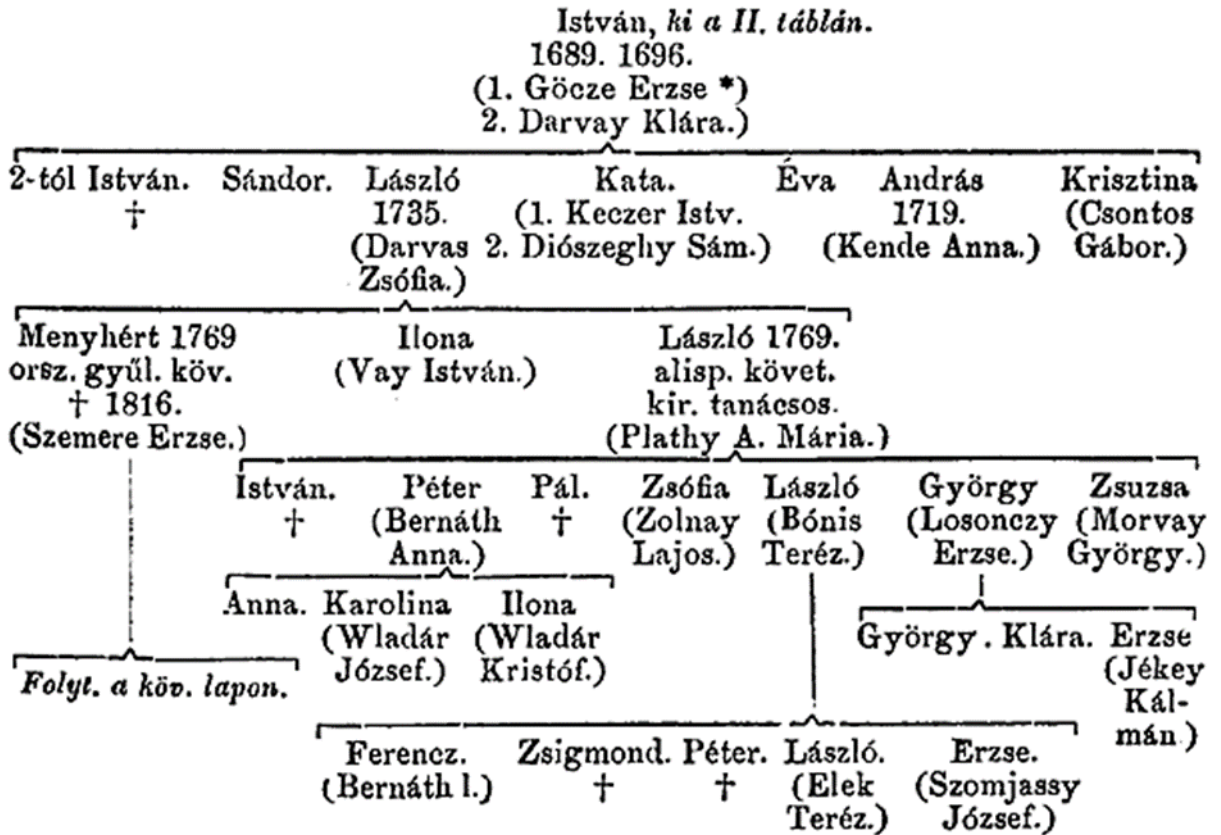 István, ki a II. táblán.
1689. 1696.
(1. Göcze Erzse *)
2. Darvay Klára.)
2-tól István. Sándor. László Kata. Éva András Krisztina
† 1735. (1. Keczer Istv. 1719. (Csontos
(Darvas 2. Diószeghy Sám.) (Kende Anna.) Gábor.)
Zsófia.)
Menyhért 1769 Ilona László 1769.
orsz. gyűl. köv. (Vay István.) alisp. követ.
† 1816. kir. tanácsos.
(Szemere Erzse.) (Plathy A. Mária.)
István. Péter Pál. Zsófia László György Zsuzsa
† (Bernáth † (Zolnay (Bónis (Losonczy (Morvay
Anna.) Lajos.) Teréz.) Erzse.) György.)
Anna. Karolina Ilona György. Klára. Erzse
(Wladár (Wladár (Jékey
József.) Kristóf.) Kál-
Folyt. a köv. lapon. mán.)
Ferencz. Zsigmond. Péter. László. Erzse.
(Bernáth l.) † † (Elek (Szomjassy
Teréz.) József.)